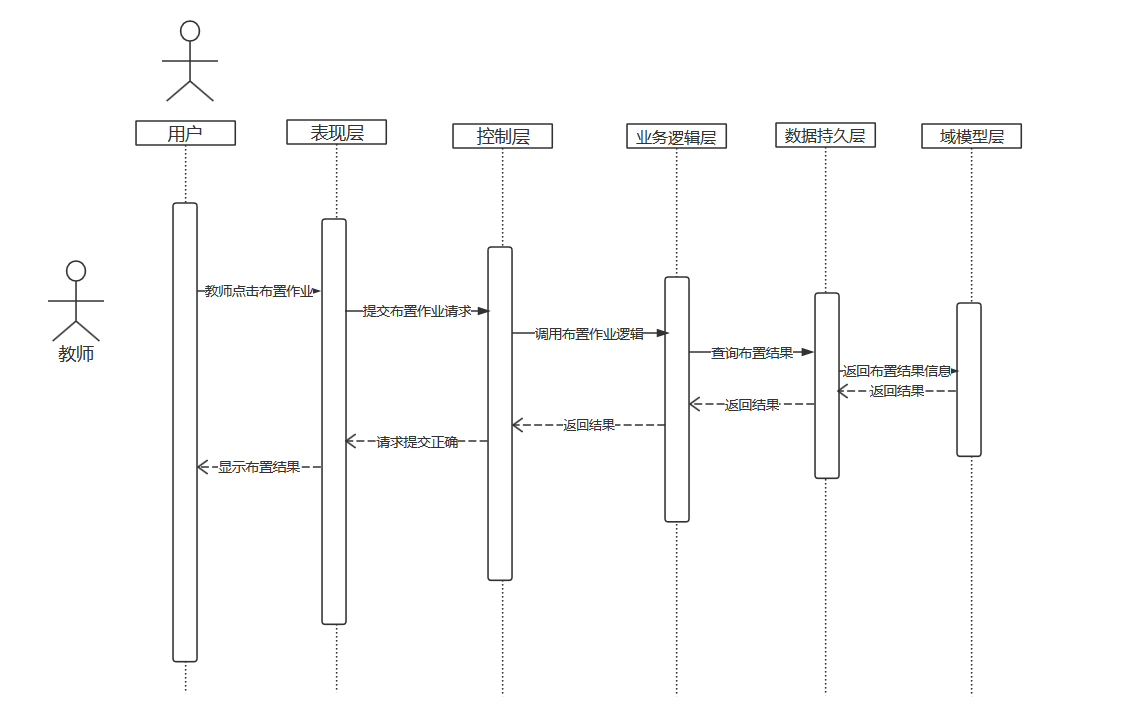 用户
表现层
控制层
业务逻辑层
数据持久层
域模型层
教师
教师点击布置作业
提交布置作业请求
调用布置作业逻辑
查询布置结果
返回布置结果信息
返回结果
返回结果
返回结果
请求提交正确
显示布置结果